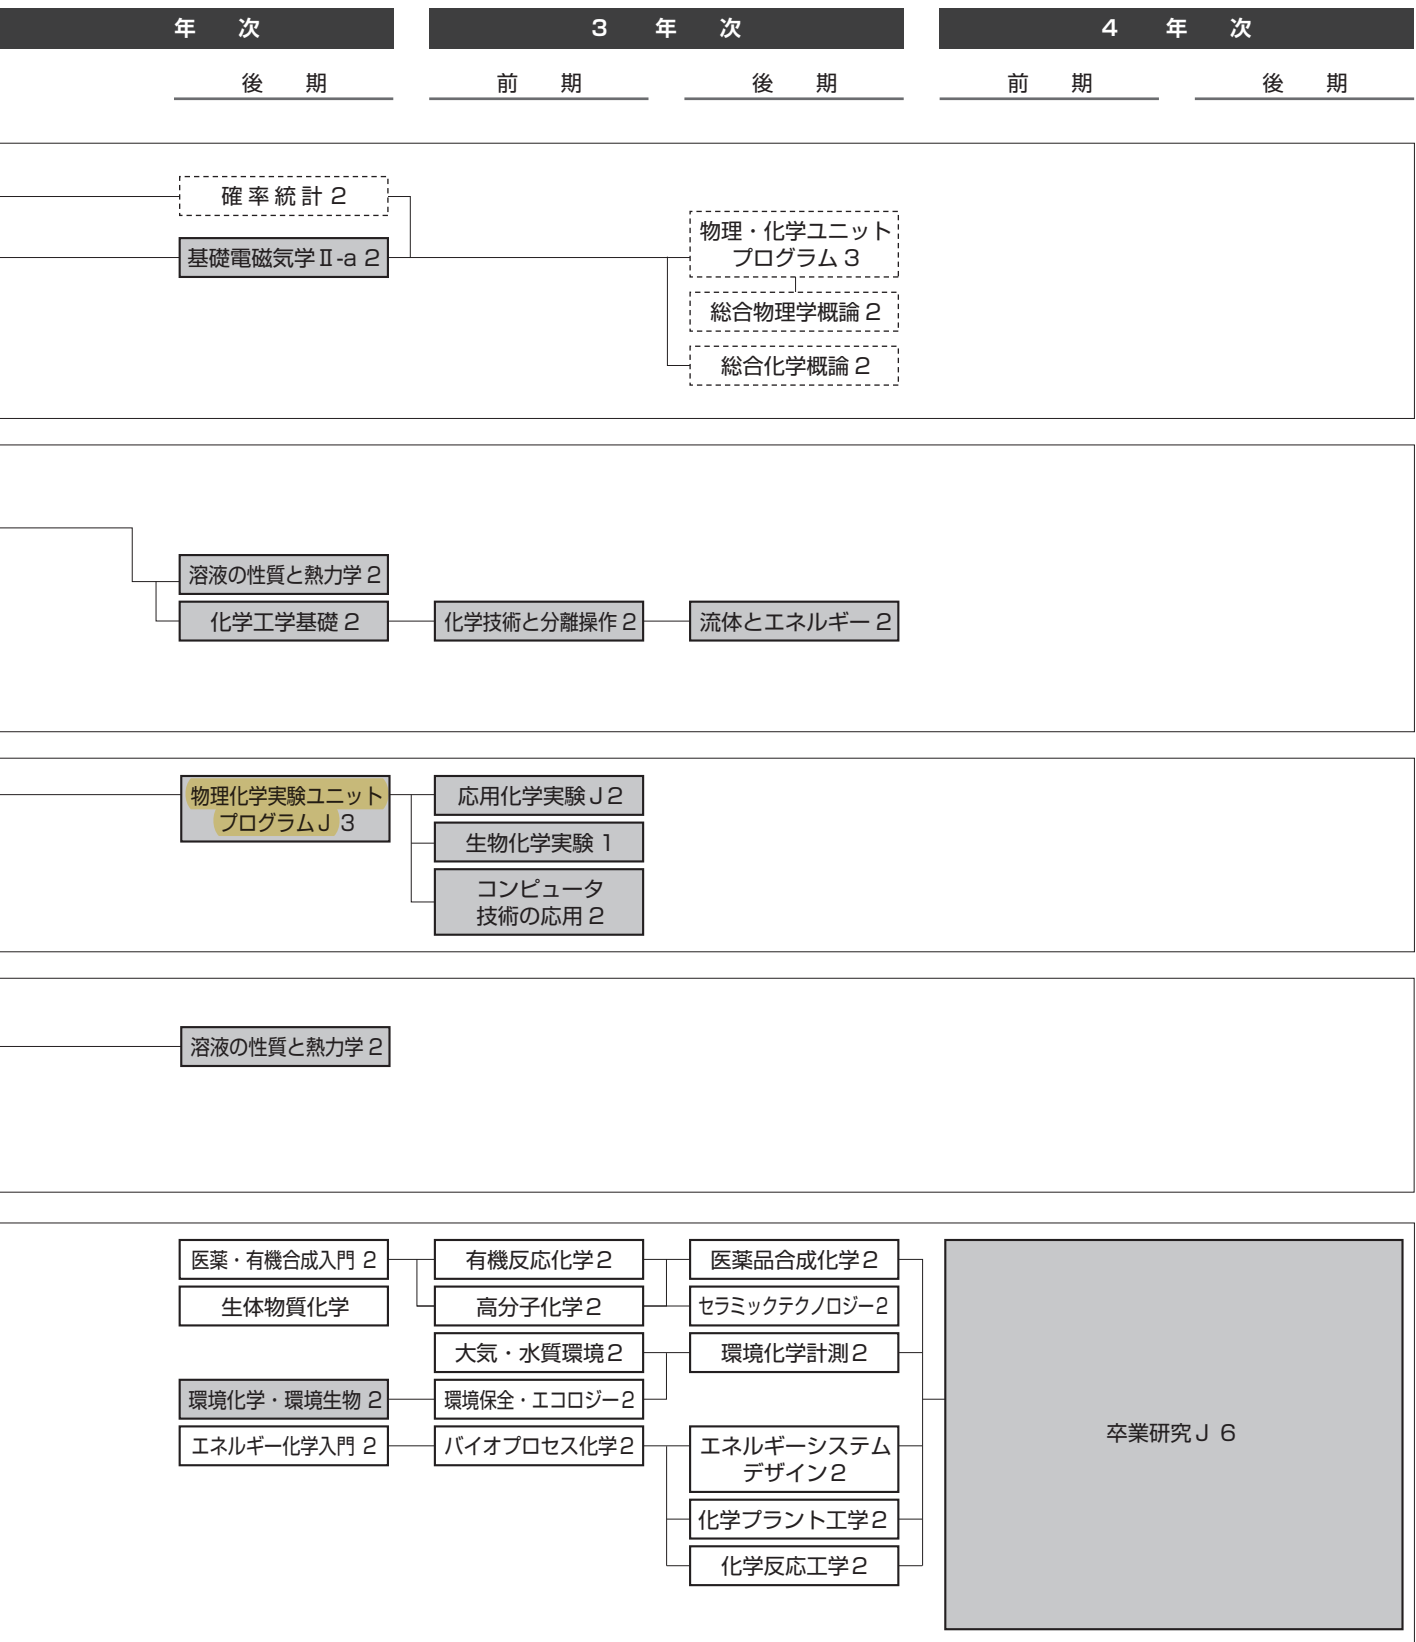 年 次
3 年 次
4 年 次
後 期
前 期
後 期
前 期
後 期
確率統計 2
基礎電磁気学Ⅱ-a 2
物理・化学ユニット
プログラム 3
総合物理学概論 2
総合化学概論 2
溶液の性質と熱力学 2
化学工学基礎 2
化学技術と分離操作 2
流体とエネルギー 2
物理化学実験ユニット
プログラムJ 3
応用化学実験J 2
生物化学実験 1
コンピュータ
技術の応用 2
溶液の性質と熱力学 2
医薬・有機合成入門 2
有機反応化学 2
医薬品合成化学 2
生体物質化学
高分子化学 2
セラミックテクノロジー 2
大気・水質環境 2
環境化学計測 2
環境化学・環境生物 2
環境保全・エコロジー 2
エネルギー化学入門 2
バイオプロセス化学 2
エネルギーシステム
デザイン 2
化学プラント工学 2
化学反応工学 2
卒業研究J 6